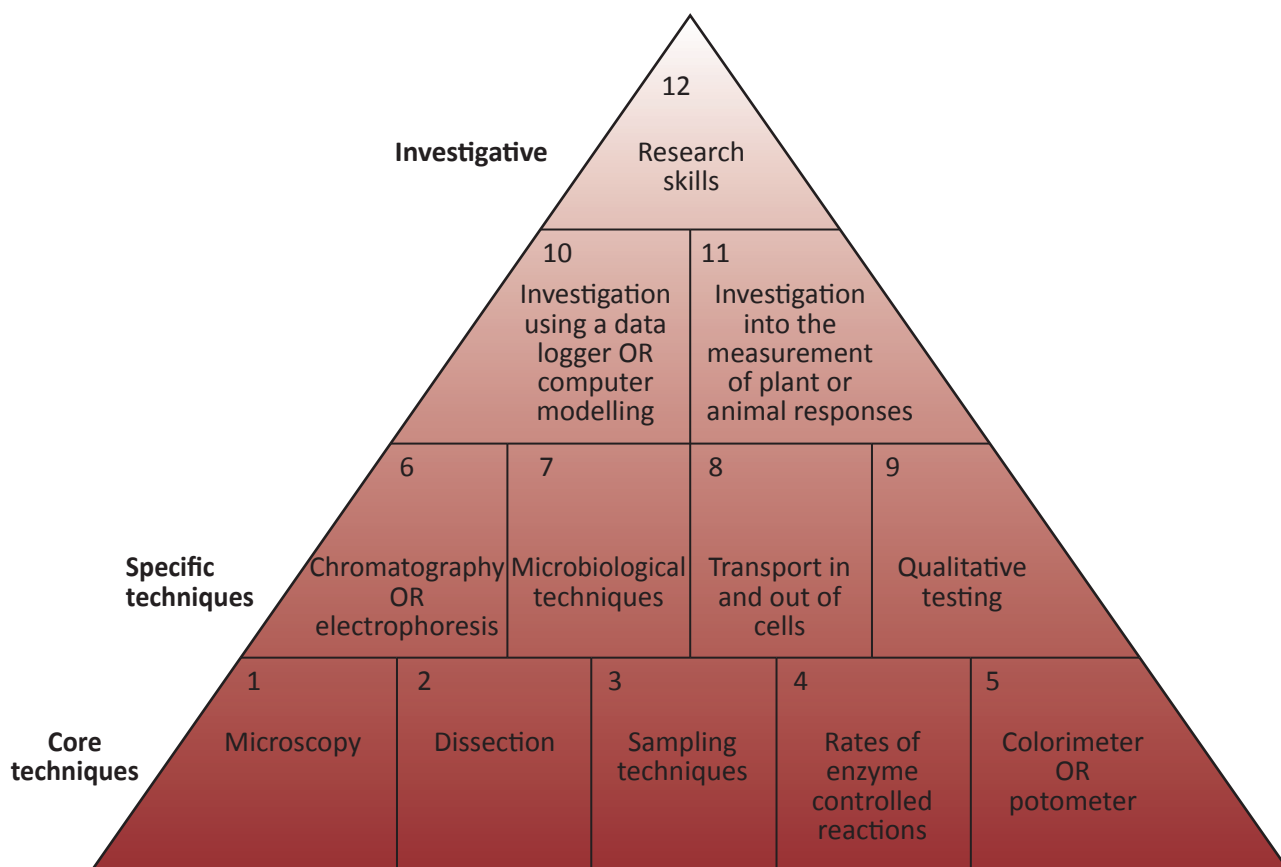 12
Investigative
Research
skills
10
Investigation
using a data
logger OR
computer
modelling
11
Investigation
into the
measurement
of plant or
animal responses
Specific
techniques
6
Chromatography
OR
electrophoresis
7
Microbiological
techniques
8
Transport in
and out of
cells
9
Qualitative
testing
Core
techniques
1
Microscopy
2
Dissection
3
Sampling
techniques
4
Rates of
enzyme
controlled
reactions
5
Colorimeter
OR
potometer